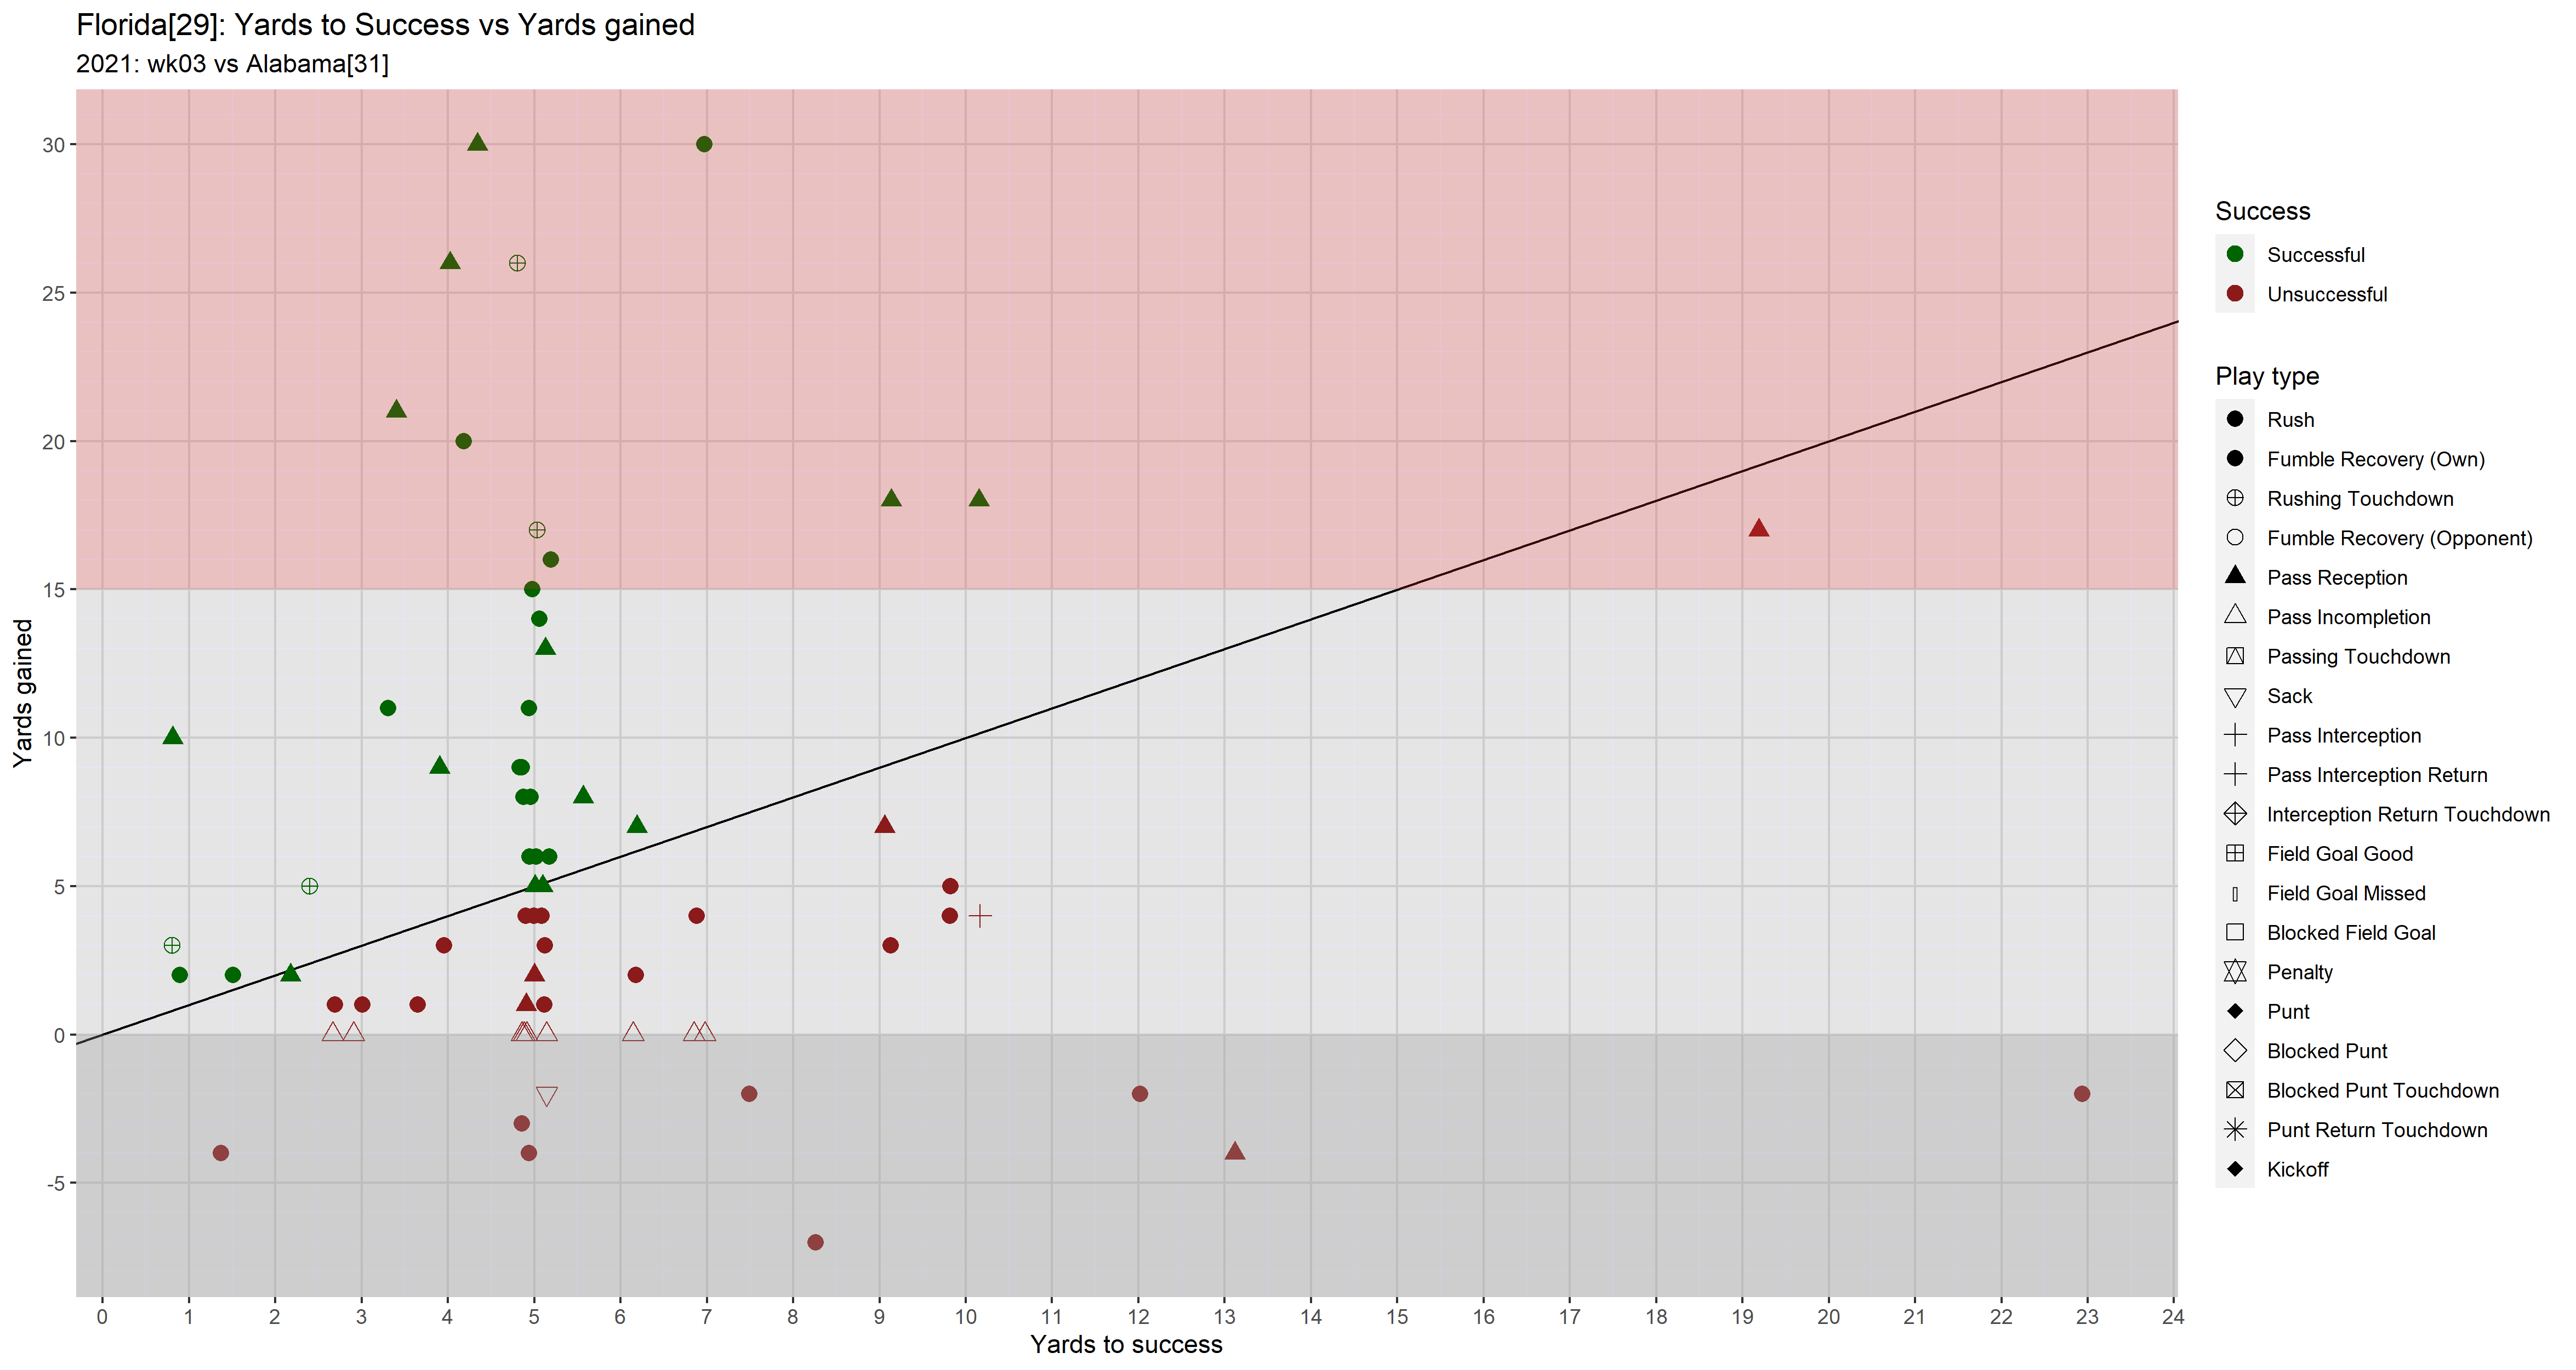 Florida[29]: Yards to Success vs Yards gained
2021: wk03 vs Alabama[31]
Yards gained
30
25
20
15
10
5
0
-5
0 1 2 3 4 5 6 7 8 9 10 11 12 13 14 15 16 17 18 19 20 21 22 23 24
Yards to success
Success
Successful
Unsuccessful
Play type
Rush
Fumble Recovery (Own)
Rushing Touchdown
Fumble Recovery (Opponent)
Pass Reception
Pass Incompletion
Passing Touchdown
Sack
Pass Interception
Pass Interception Return
Interception Return Touchdown
Field Goal Good
Field Goal Missed
Blocked Field Goal
Penalty
Punt
Blocked Punt
Blocked Punt Touchdown
Punt Return Touchdown
Kickoff